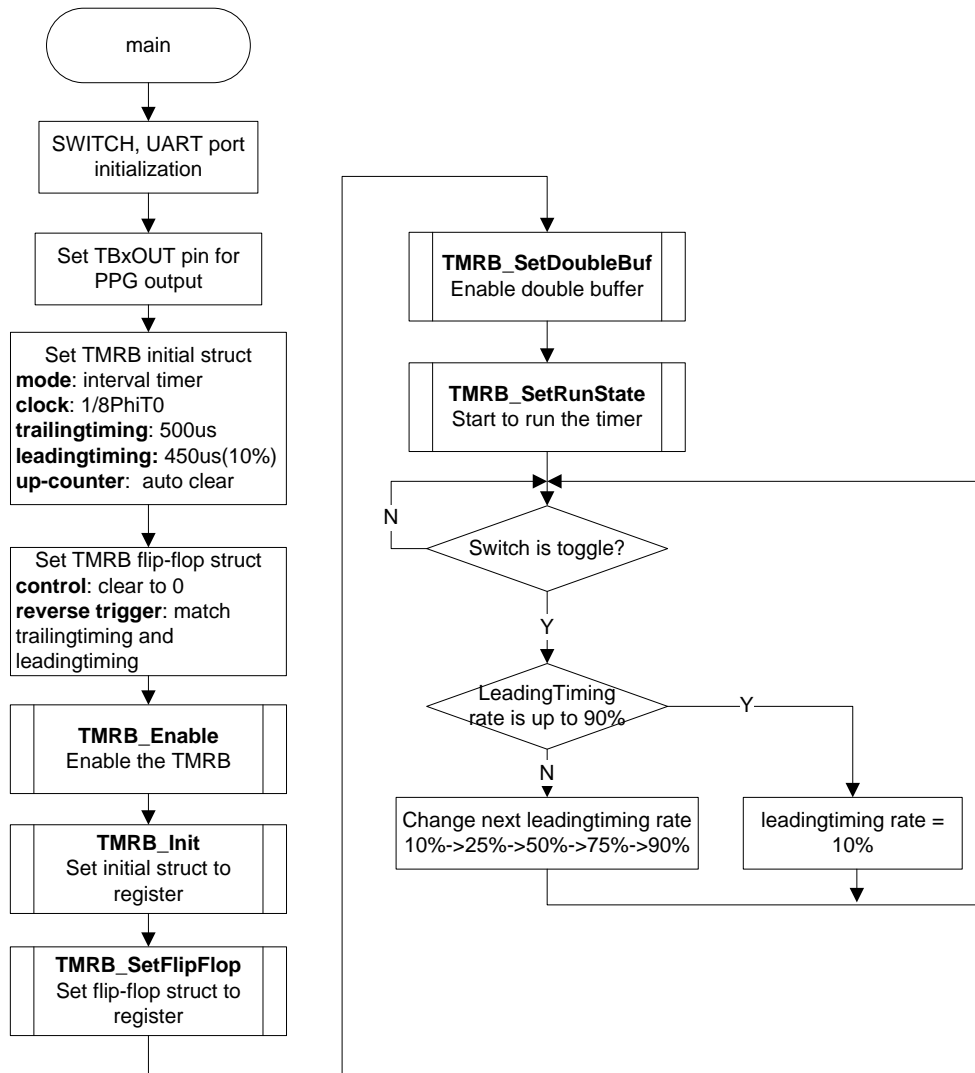 main
SWITCH, UART port
initialization
Set TBxOUT pin for
PPG output
Set TMRB initial struct
mode: interval timer
clock: 1/8PhiT0
trailingtiming: 500us
leadingtiming: 450us(10%)
up-counter:  auto clear
Set TMRB flip-flop struct
control: clear to 0
reverse trigger: match
trailingtiming and
leadingtiming
TMRB_Enable
Enable the TMRB
TMRB_Init
Set initial struct to
register
TMRB_SetFlipFlop
Set flip-flop struct to
register
TMRB_SetDoubleBuf
Enable double buffer
TMRB_SetRunState
Start to run the timer
N
Switch is toggle?
Y
LeadingTiming
rate is up to 90%
Y
N
Change next leadingtiming rate
10%->25%->50%->75%->90%
leadingtiming rate =
10%